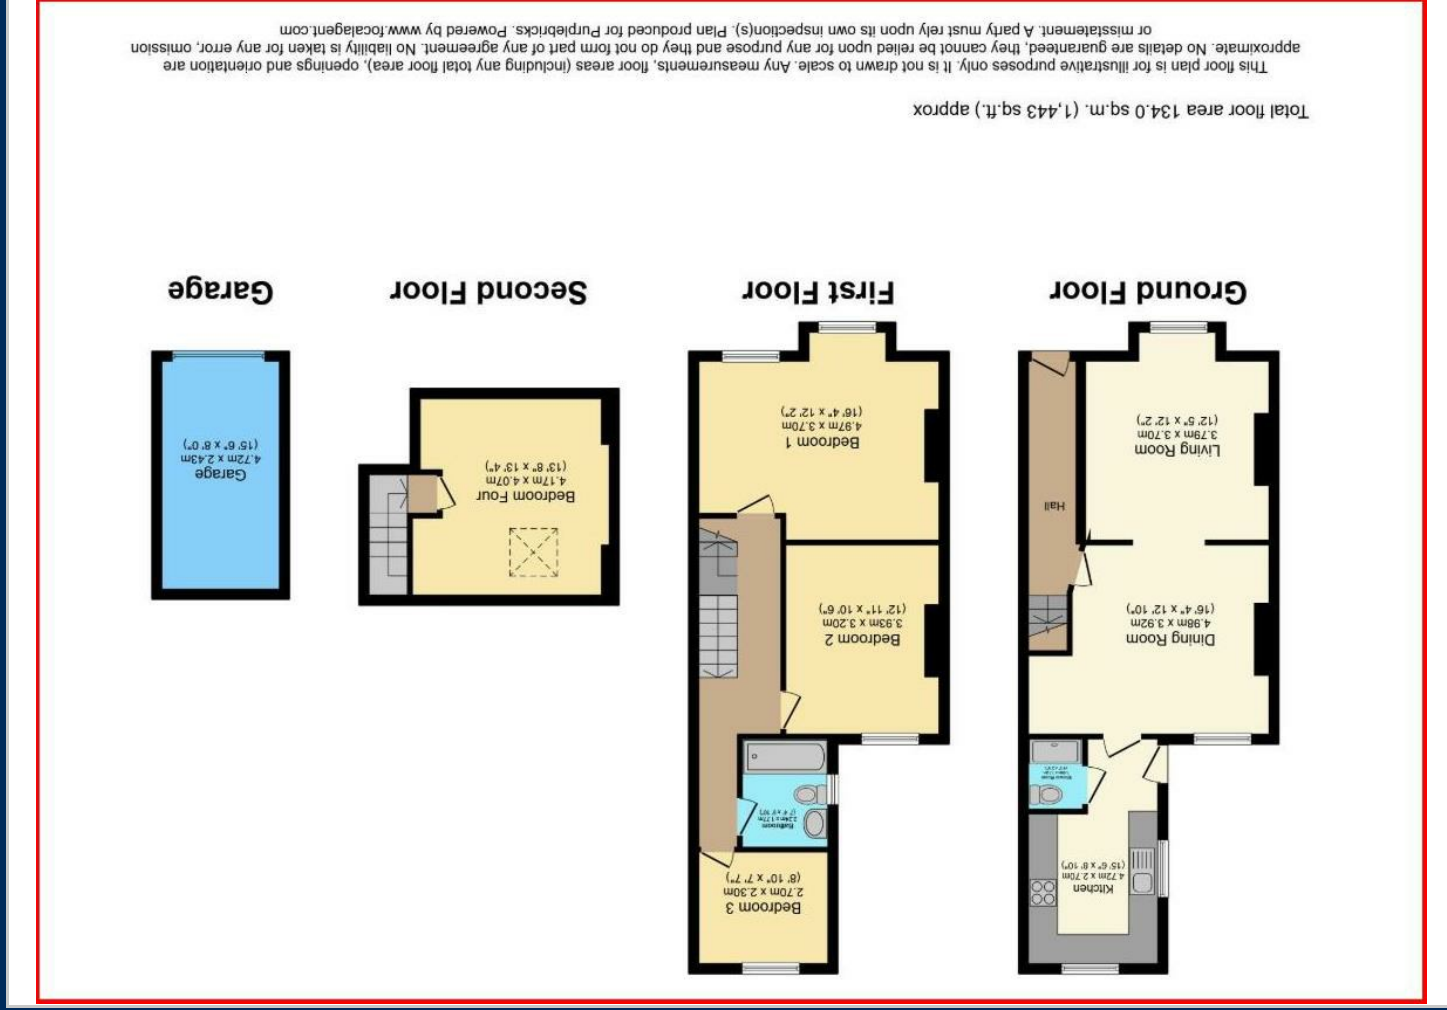 Kitchen
4.72m x 2.70m
(15' 6" x 8' 10")
Dining Room
4.98m x 3.92m
(16' 4" x 12' 10")
Hall
Living Room
3.79m x 3.70m
(12' 5" x 12' 2")
Ground Floor
Bedroom 3
2.70m x 2.30m
(8' 10" x 7' 7")
Bathroom
2.24m x 1.77m
(7' 4" x 5' 10")
Bedroom 2
3.93m x 3.20m
(12' 11" x 10' 6")
Bedroom 1
4.97m x 3.70m
(16' 4" x 12' 2")
First Floor
Bedroom Four
4.17m x 4.07m
(13' 8" x 13' 4")
Second Floor
Garage
4.72m x 2.43m
(15' 6" x 8' 0")
Garage
Total floor area 134.0 sq.m. (1,443 sq.ft.) approx
This floor plan is for illustrative purposes only. It is not drawn to scale. Any measurements, floor areas (including any total floor area), openings and orientation are
approximate. No details are guaranteed, they cannot be relied upon for any purpose and they do not form part of any agreement. No liability is taken for any error, omission
or misstatement. A party must rely upon its own inspection(s). Plan produced for Purplebricks. Powered by www.focalagent.com